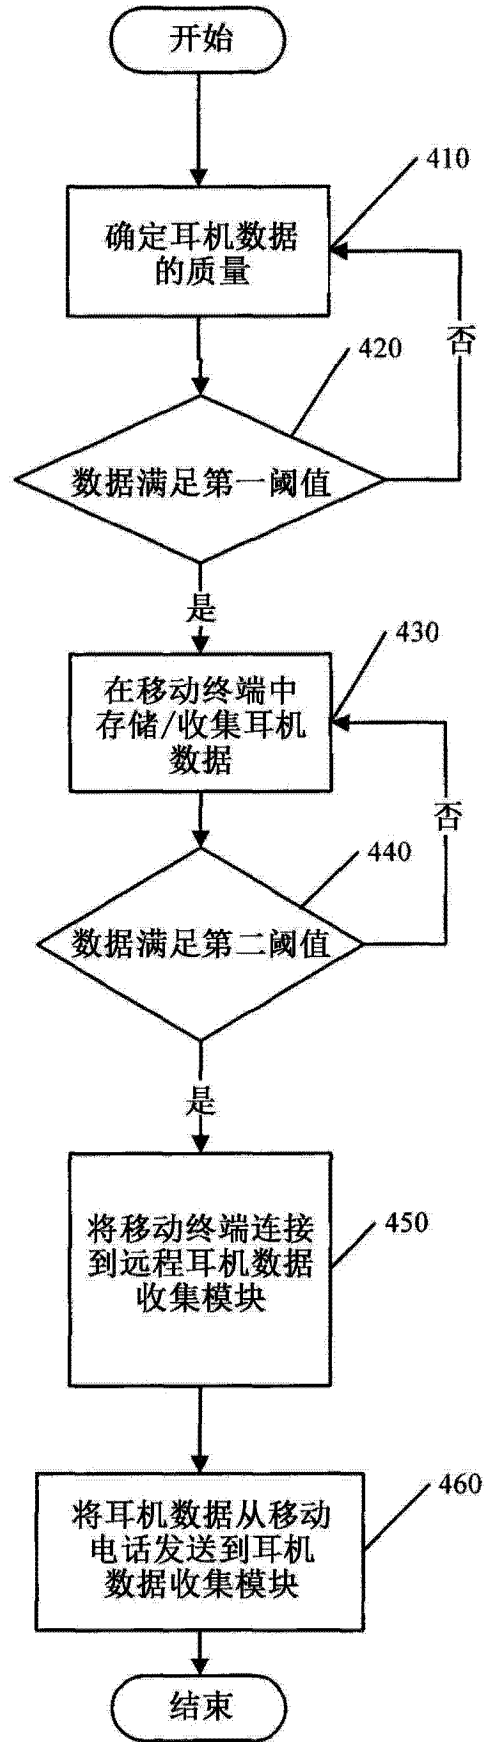 开始
410
确定耳机数据
的质量
否
420
数据满足第一阈值
是
430
在移动终端中
存储/收集耳机
数据
否
440
数据满足第二阈值
是
450
将移动终端连接
到远程耳机数据
收集模块
460
将耳机数据从移动
电话发送到耳机
数据收集模块
结束